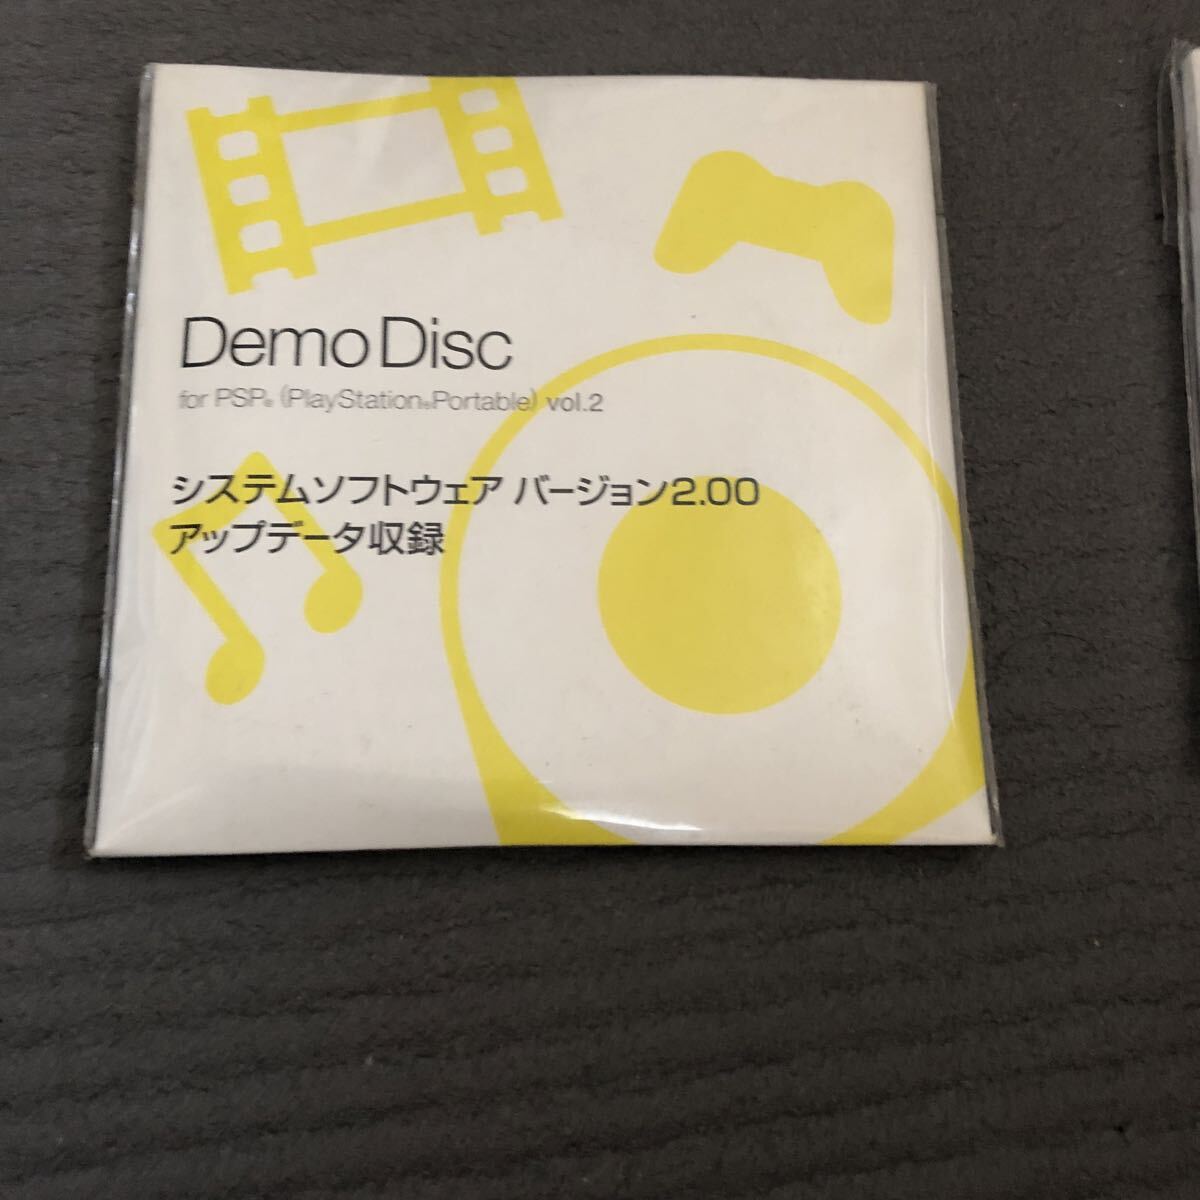 Demo Disc
for PSP® (PlayStation®Portable) vol.2
システムソフトウェア バージョン2.00
アップデータ収録